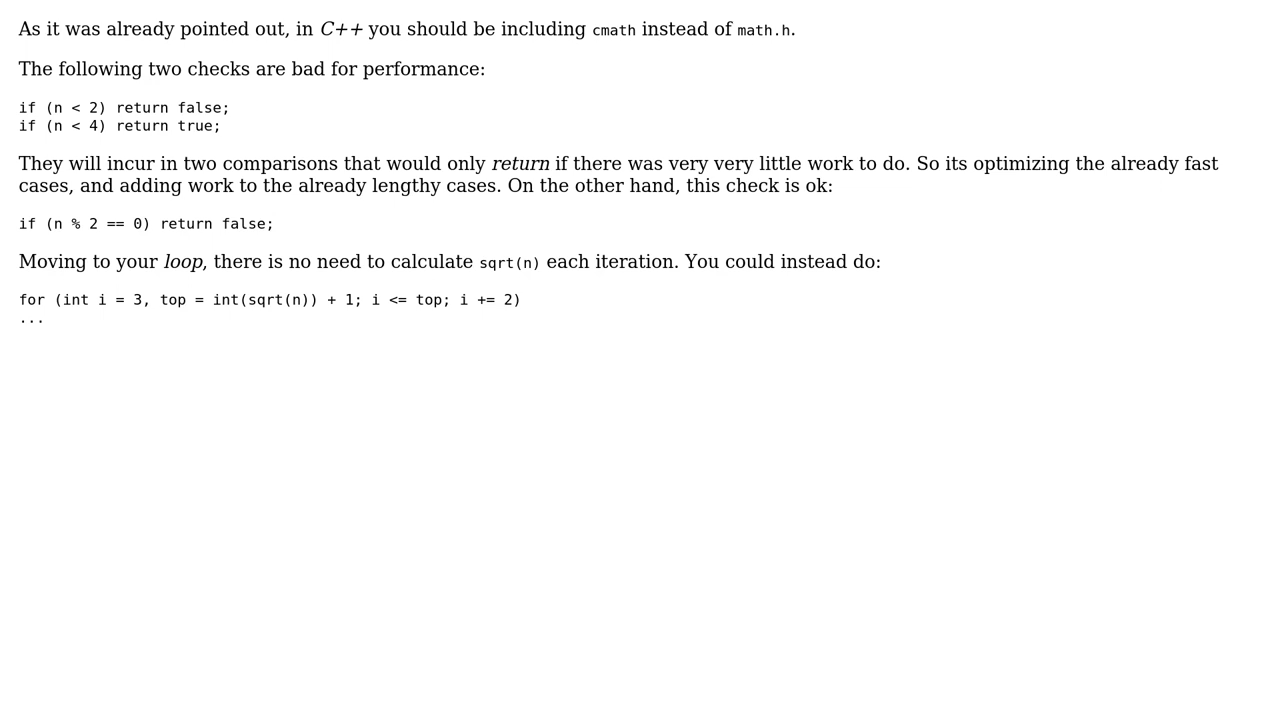 As it was already pointed out, in C++ you should be including cmath instead of math.h.
The following two checks are bad for performance:
if (n < 2) return false;
if (n < 4) return true;
They will incur in two comparisons that would only return if there was very very little work to do. So its optimizing the already fast
cases, and adding work to the already lengthy cases. On the other hand, this check is ok:
if (n % 2 == 0) return false;
Moving to your loop, there is no need to calculate sqrt(n) each iteration. You could instead do:
for (int i = 3, top = int(sqrt(n)) + 1; i <= top; i += 2)
...